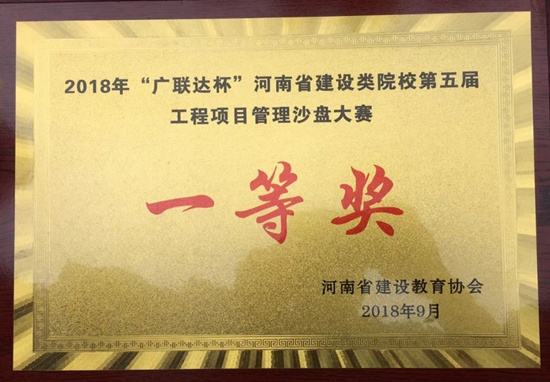 2018年“广联达杯”河南省建设类院校第五届
工程项目管理沙盘大赛
一等奖
河南省建设教育协会
2018年9月